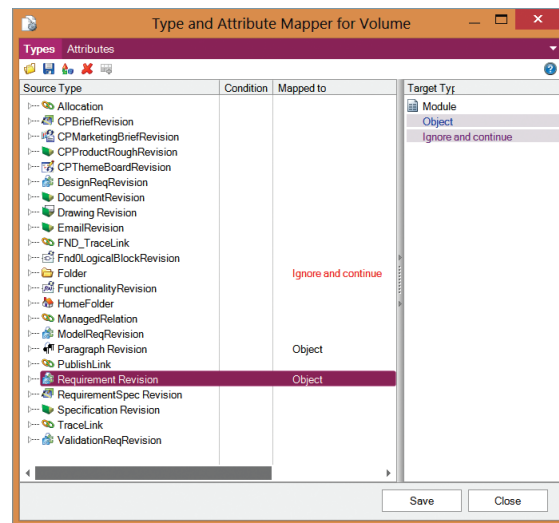 Type and Attribute Mapper for Volume
Types Attributes
Source Type Condition Mapped to Target Typ
Allocation Module
CPBriefRevision Object
CPMarketingBriefRevision Ignore and continue
CPProductRoughRevision
CPThemeBoardRevision
DesignReqRevision
DocumentRevision
Drawing Revision
EmailRevision
FND_TraceLink
Fnd0LogicalBlockRevision
Folder Ignore and continue
FunctionalityRevision
HomeFolder
ManagedRelation
ModelReqRevision
Paragraph Revision Object
PublishLink
Requirement Revision Object
RequirementSpec Revision
Specification Revision
TraceLink
ValidationReqRevision
Save Close